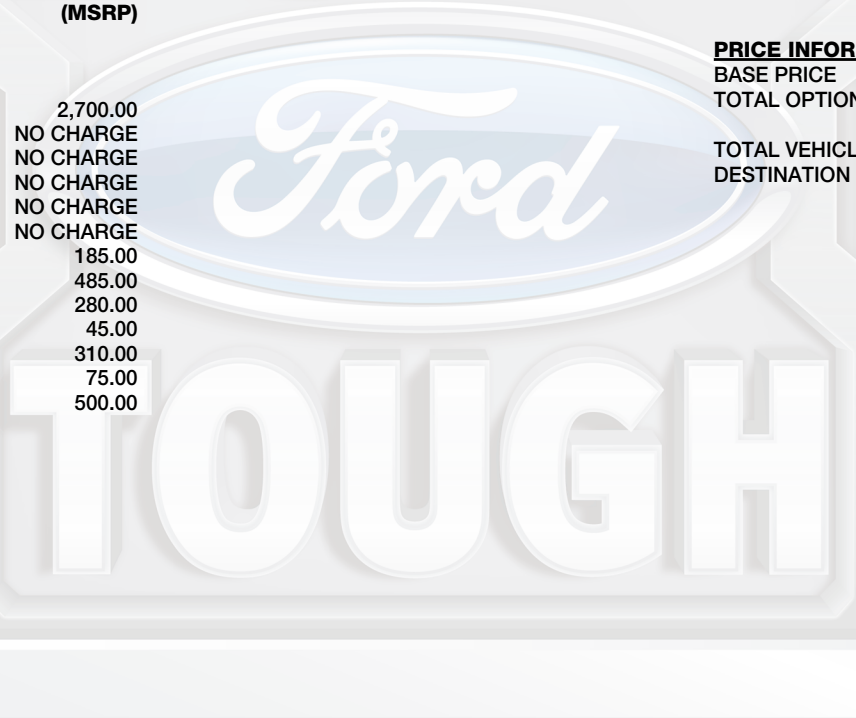 (MSRP)
PRICE INFOR
BASE PRICE
TOTAL OPTION
2,700.00
NO CHARGE
NO CHARGE
TOTAL VEHICL
NO CHARGE
DESTINATION
NO CHARGE
NO CHARGE
185.00
485.00
280.00
45.00
310.00
75.00
500.00
Ford
TOUGH